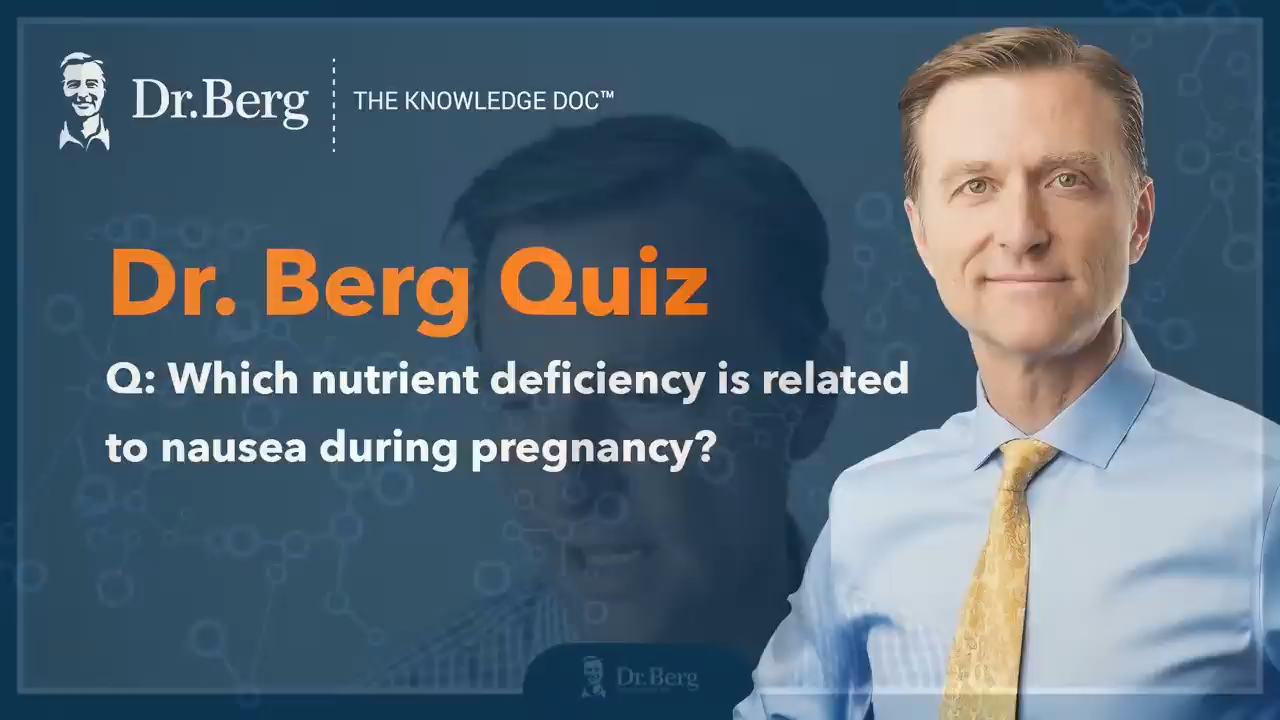 Dr.Berg
THE KNOWLEDGE DOC™
Dr. Berg Quiz
Q: Which nutrient deficiency is related
to nausea during pregnancy?
Dr.Berg